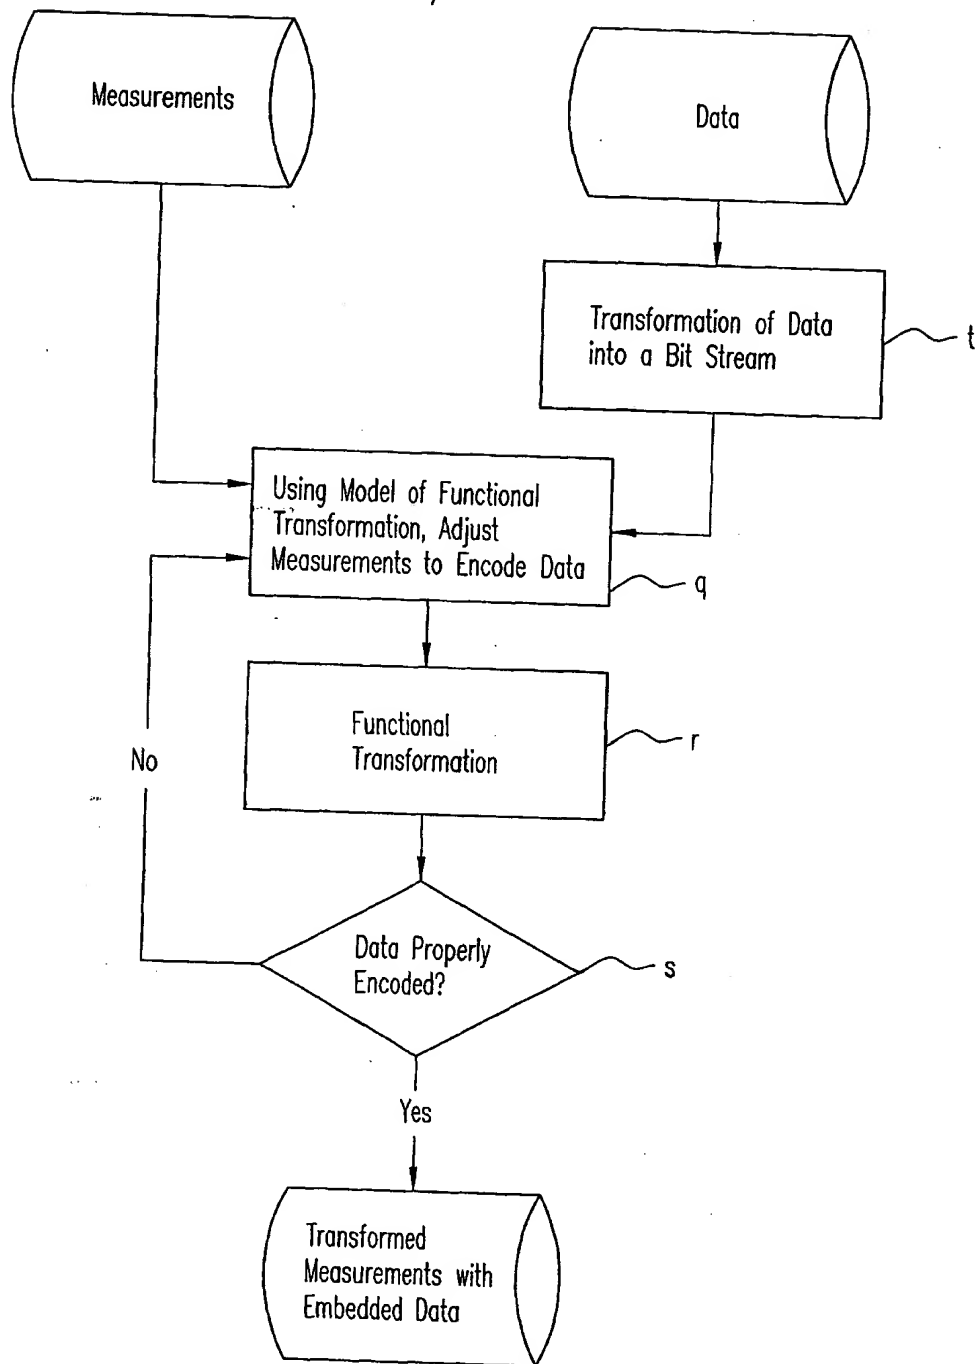 Measurements
Data
Transformation of Data
into a Bit Stream
t
Using Model of Functional
Transformation, Adjust
Measurements to Encode Data
q
Functional
Transformation
r
No
Data Properly
Encoded?
s
Yes
Transformed
Measurements with
Embedded Data